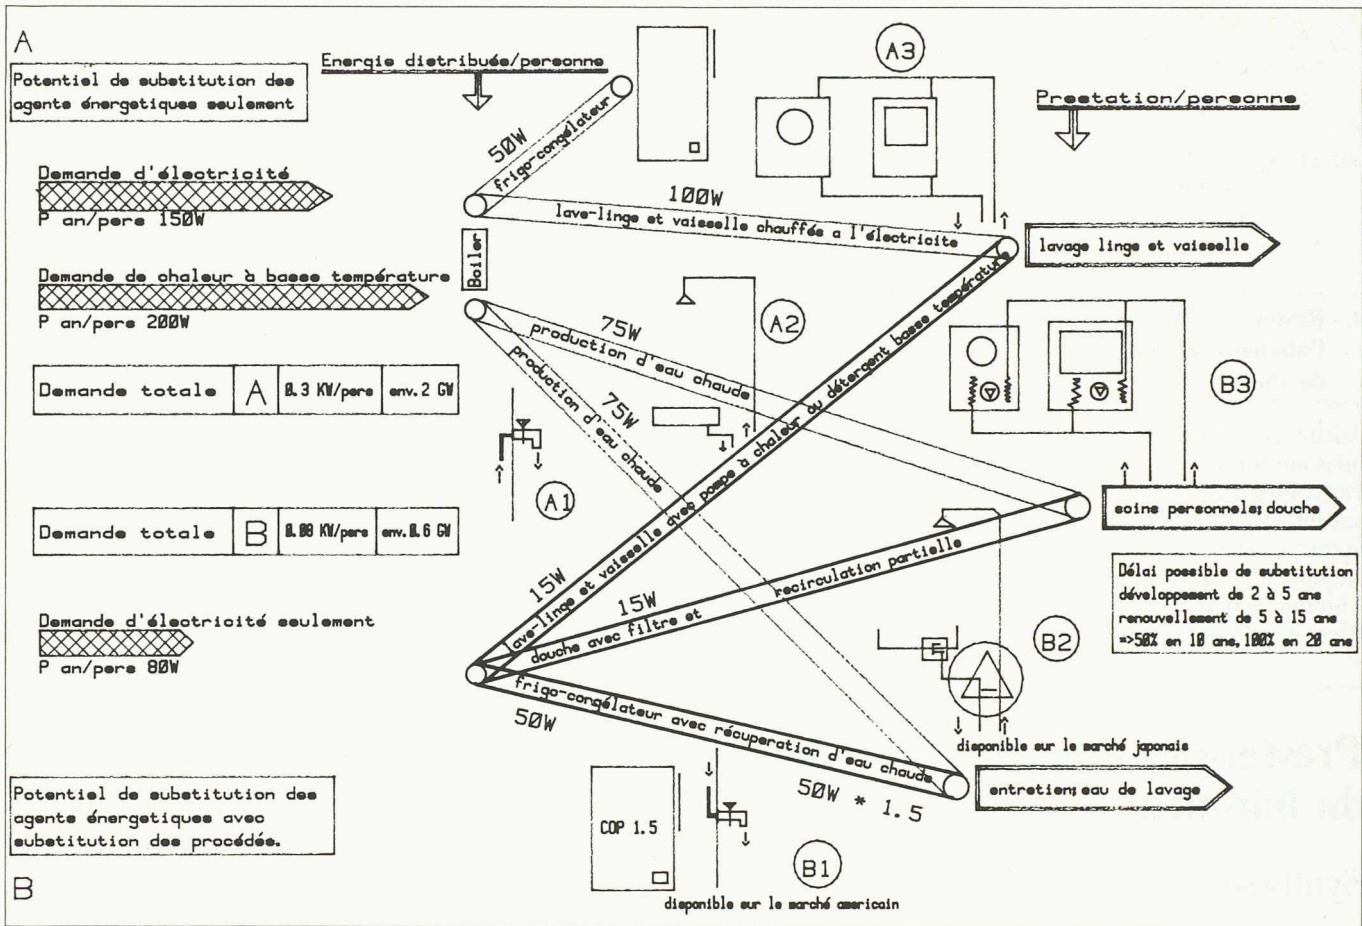 A
Potentiel de substitution des
agents énergetiques seulement
Energie distribuée/personne
A3
Prestation/personne
50W
frigo-congélateur
Demande d'électricité
P an/pers 150W
100W
lave-linge et vaisselle chauffés a l'électricite
lavage linge et vaisselle
Boiler
Demande de chaleur à basse température
P an/pers 200W
A2
75W
production d'eau chaude
75W
production d'eau chaude
Demande totale
A
0.3 KW/pers
env.2 GW
B3
A1
Demande totale
B
0.08 KW/pers
env.0.6 GW
soins personnels;douche
15W
lave-linge et vaisselle avec pompe à chaleur ou détergent basse température
15W
douche avec filtre et recirculation partielle
Délai possible de substitution
développement de 2 à 5 ans
renouvellement de 5 à 15 ans
=>50% en 10 ans,100% en 20 ans
Demande d'électricité seulement
P an/pers 80W
B2
50W
frigo-congélateur avec récuperation d'eau chaude
50W * 1.5
disponible sur le marché japonais
entretien;eau de lavage
Potentiel de substitution des
agents énergetiques avec
substitution des procédés.
COP 1.5
B1
B
disponible sur le marché americain